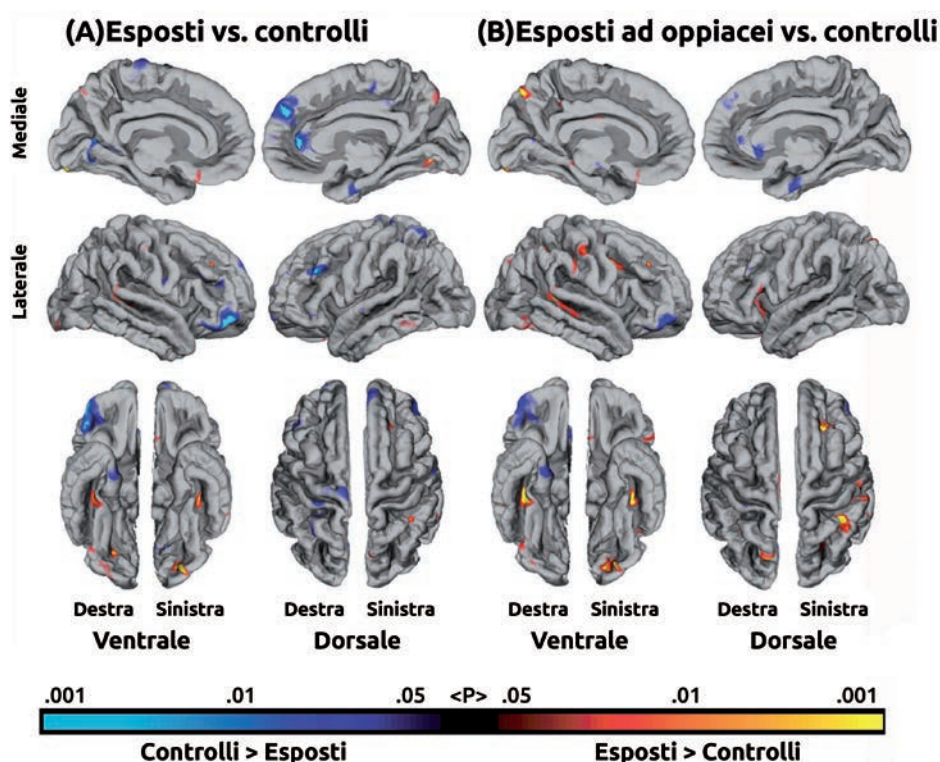 (A)Esposti vs. controlli
(B)Esposti ad oppiacei vs. controlli
Mediale
Laterale
Destra Sinistra Destra Sinistra Destra Sinistra Destra Sinistra
Ventrale Dorsale Ventrale Dorsale
.001 .01 .05 <P> .05 .01 .001
Controlli > Esposti Esposti > Controlli